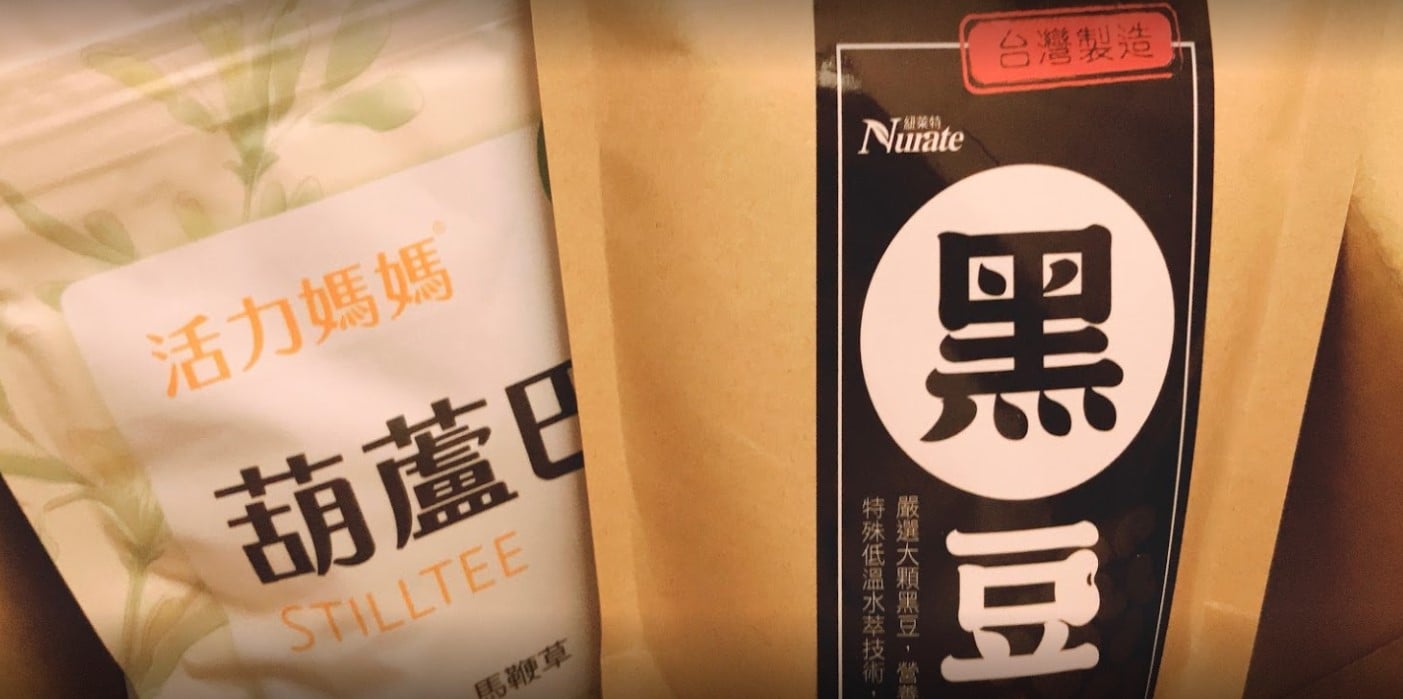 活力媽媽®
葫蘆巴
STILLTEE
馬鞭草
台灣製造
紐萊特
Nurate
黑豆
嚴選大顆黑豆，營養
特殊低溫水萃技術，